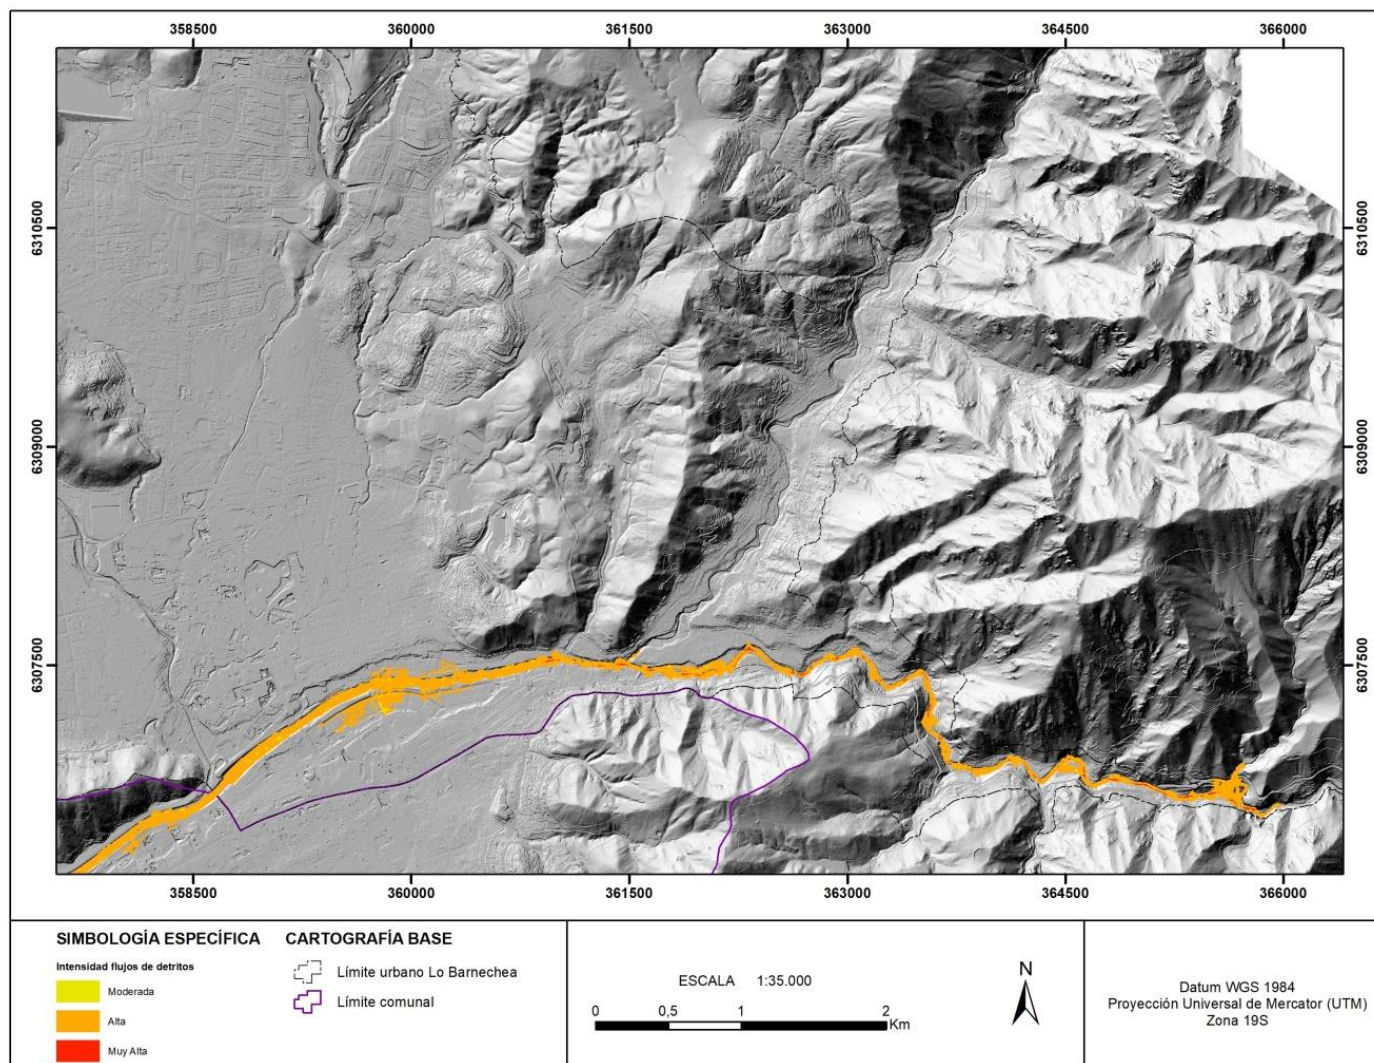 358500 360000 361500 363000 364500 366000
6310500 6310500
6309000 6309000
6307500 6307500
358500 360000 361500 363000 364500 366000
SIMBOLOGÍA ESPECÍFICA
Intensidad flujos de detritos
Moderada
Alta
Muy Alta
CARTOGRAFÍA BASE
Límite urbano Lo Barnechea
Límite comunal
ESCALA 1:35.000
0 0,5 1 2
Km
N
Datum WGS 1984
Proyección Universal de Mercator (UTM)
Zona 19S